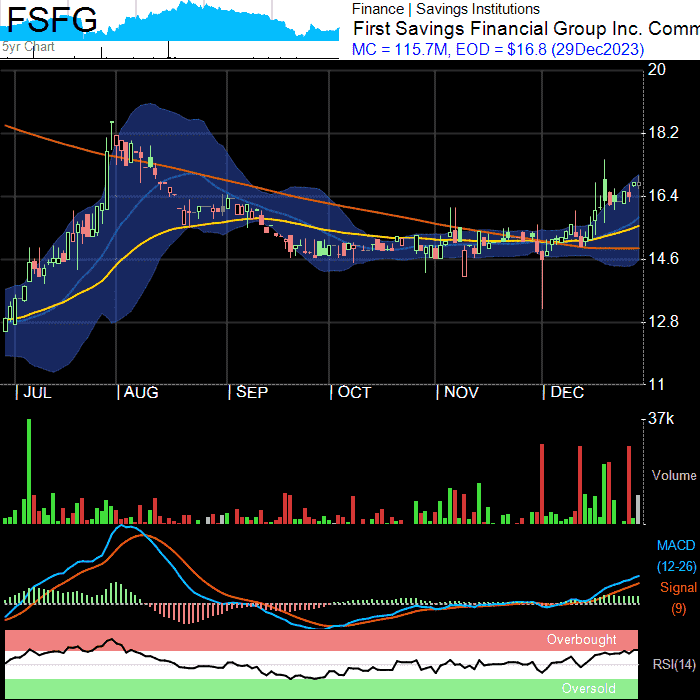 FSFG
5yr Chart
Finance | Savings Institutions
First Savings Financial Group Inc. Comm
MC = 115.7M, EOD = $16.8 (29Dec2023)
20
18.2
16.4
14.6
12.8
11
JUL AUG SEP OCT NOV DEC
37k
Volume
MACD
(12-26)
Signal
(9)
Overbought
RSI(14)
Oversold